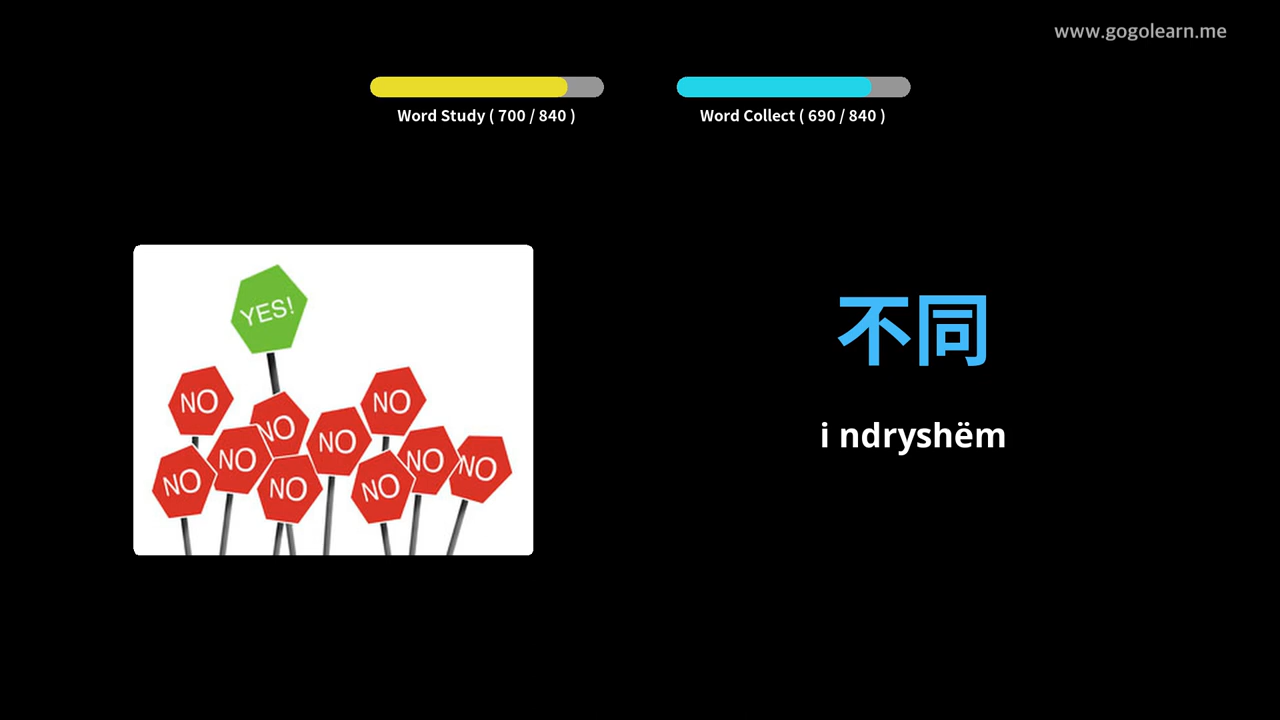 www.gogolearn.me
Word Study ( 700 / 840 )
Word Collect ( 690 / 840 )
YES!
NO
NO
NO
NO
NO
NO
NO
NO
NO
NO
不同
i ndryshëm